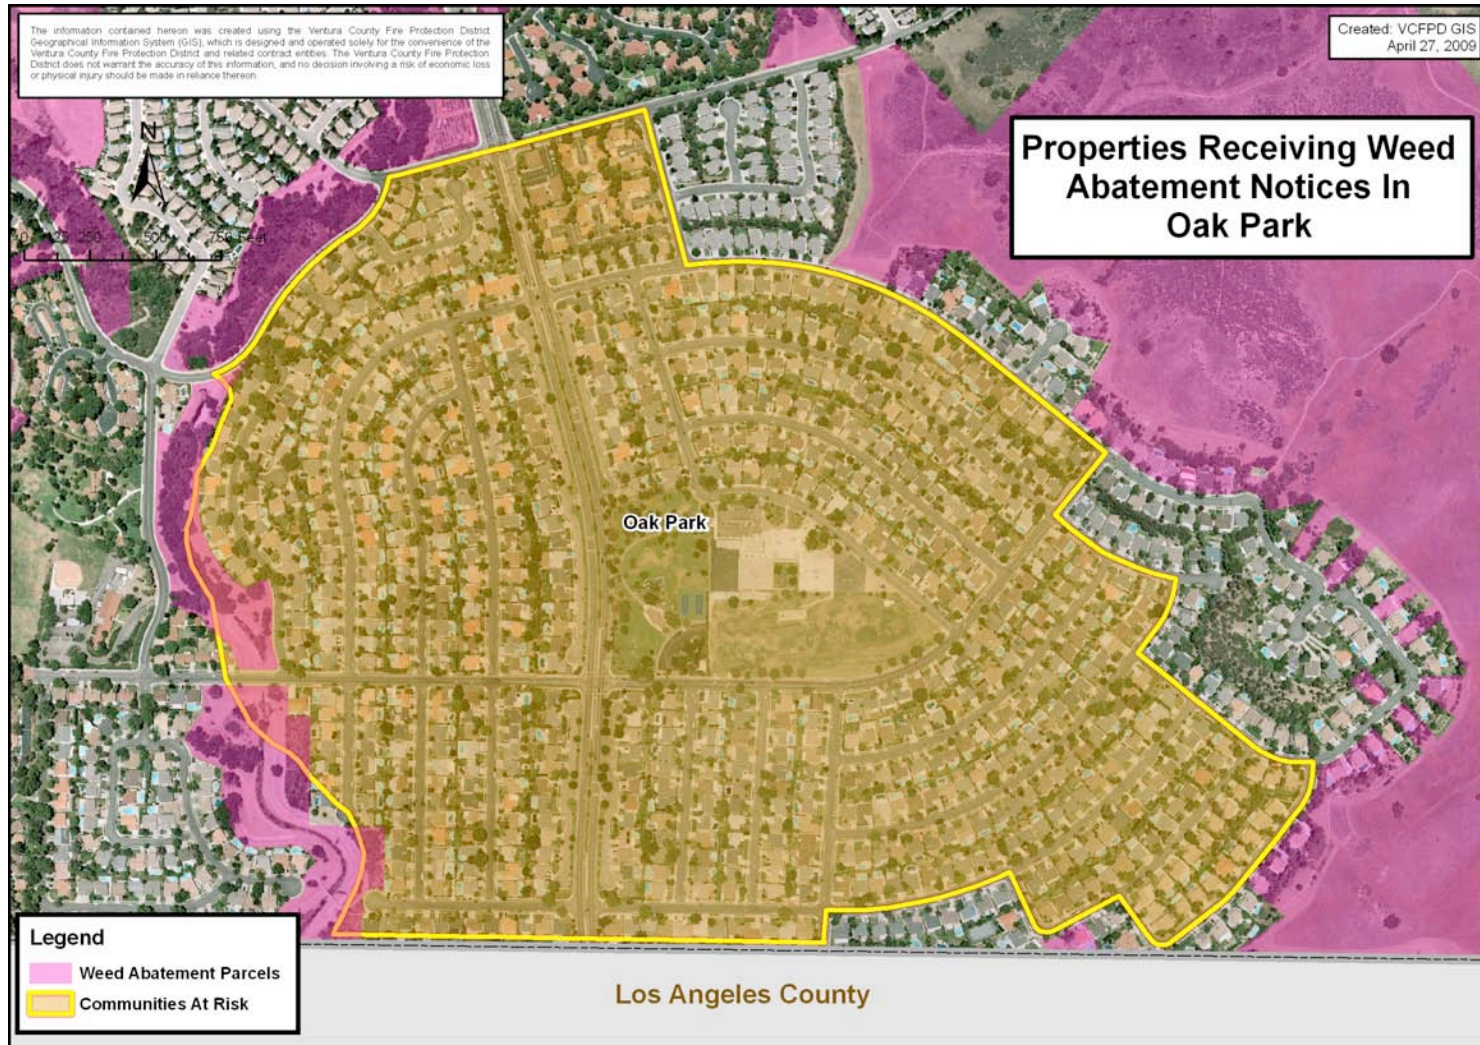 The information contained hereon was created using the Ventura County Fire Protection District
Geographical Information System (GIS), which is designed and operated solely for the convenience of the
Ventura County Fire Protection District and related contract entities. The Ventura County Fire Protection
District does not warrant the accuracy of this information, and no decision involving a risk of economic loss
or physical injury should be made in reliance thereon.
Created: VCFPD GIS
April 27, 2009
Properties Receiving Weed
Abatement Notices In
Oak Park
N
0 125 250 500 750 Feet
Oak Park
Legend
Weed Abatement Parcels
Communities At Risk
Los Angeles County